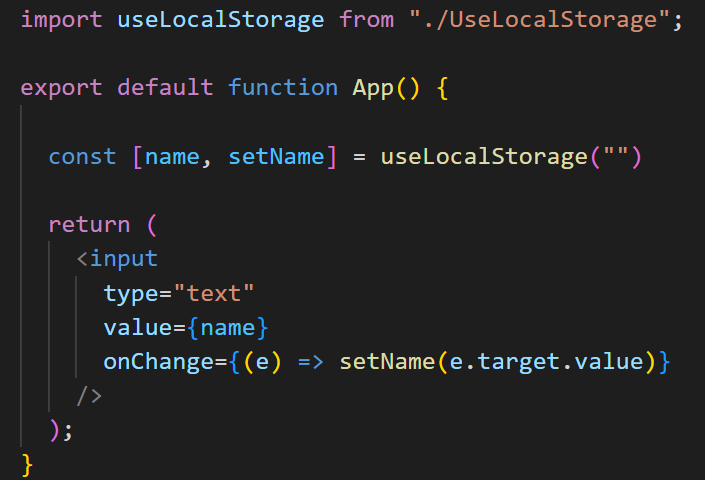 import useLocalStorage from "./UseLocalStorage";
export default function App() {
const [name, setName] = useLocalStorage("")
return (
<input
type="text"
value={name}
onChange={(e) => setName(e.target.value)}
/>
);
}